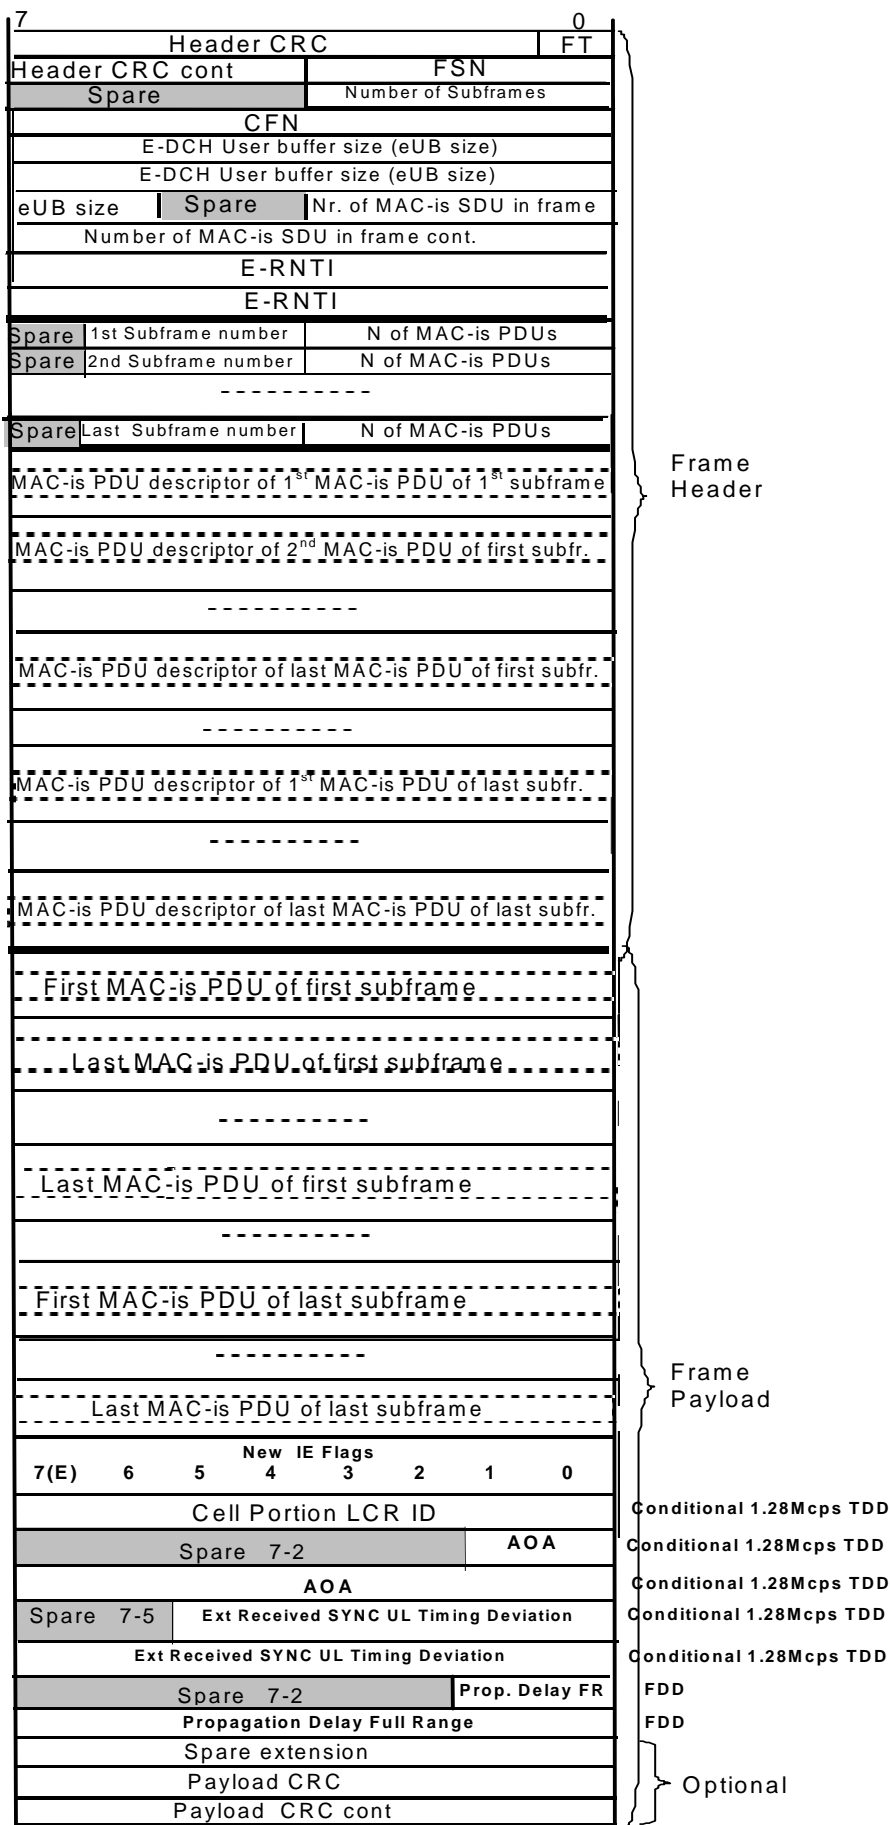 7 0
Header CRC FT
Header CRC cont FSN
Spare Number of Subframes
CFN
E-DCH User buffer size (eUB size)
E-DCH User buffer size (eUB size)
eUB size Spare Nr. of MAC-is SDU in frame
Number of MAC-is SDU in frame cont.
E-RNTI
E-RNTI
Spare 1st Subframe number N of MAC-is PDUs
Spare 2nd Subframe number N of MAC-is PDUs
----------
Spare Last Subframe number N of MAC-is PDUs
Frame
Header
MAC-is PDU descriptor of 1st MAC-is PDU of 1st subframe
MAC-is PDU descriptor of 2nd MAC-is PDU of first subfr.
----------
MAC-is PDU descriptor of last MAC-is PDU of first subfr.
----------
MAC-is PDU descriptor of 1st MAC-is PDU of last subfr.
----------
MAC-is PDU descriptor of last MAC-is PDU of last subfr.
First MAC-is PDU of first subframe
Last MAC-is PDU of first subframe
----------
Last MAC-is PDU of first subframe
----------
First MAC-is PDU of last subframe
----------
Frame
Payload
Last MAC-is PDU of last subframe
New IE Flags
7(E) 6 5 4 3 2 1 0
Cell Portion LCR ID Conditional 1.28Mcps TDD
Spare 7-2 AOA Conditional 1.28Mcps TDD
AOA Conditional 1.28Mcps TDD
Spare 7-5 Ext Received SYNC UL Timing Deviation Conditional 1.28Mcps TDD
Ext Received SYNC UL Timing Deviation Conditional 1.28Mcps TDD
Spare 7-2 Prop. Delay FR FDD
Propagation Delay Full Range FDD
Spare extension
Payload CRC Optional
Payload CRC cont